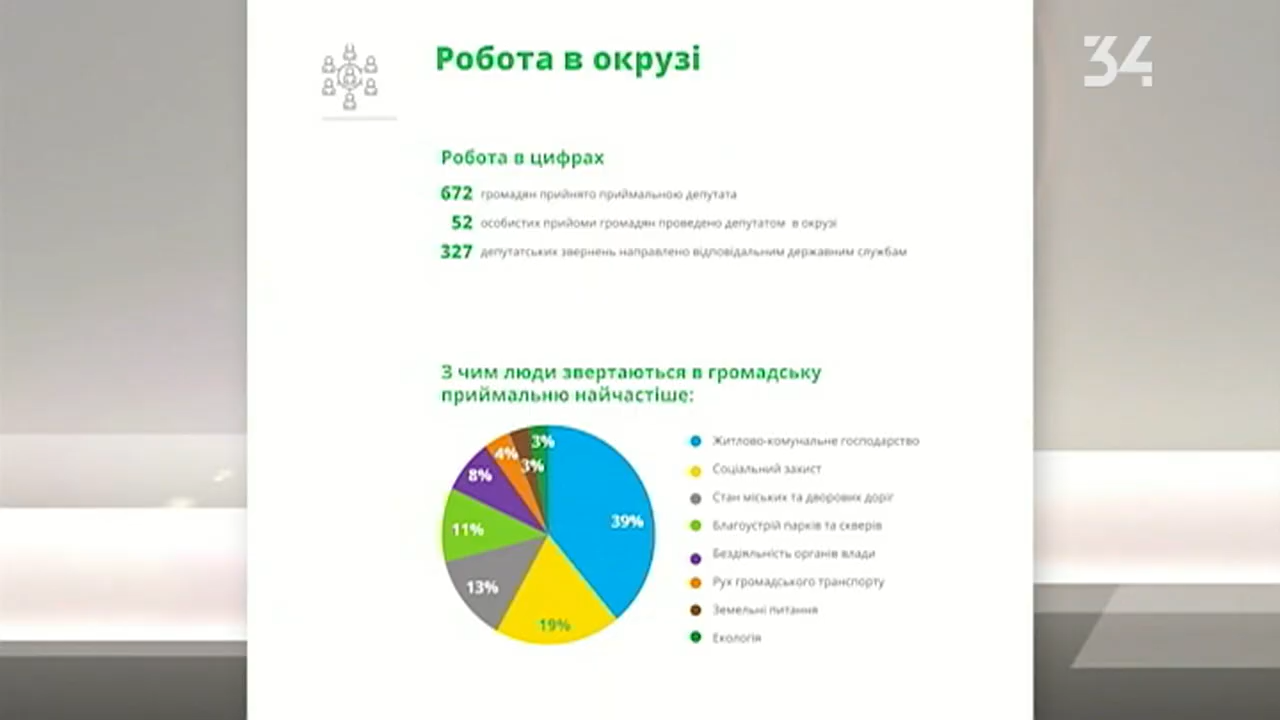 34
Робота в окрузі
Робота в цифрах
672 громадян прийнято приймальною депутата
52 особистих прийоми громадян проведено депутатом в окрузі
327 депутатських звернень направлено відповідальним державним службам
З чим люди звертаються в громадську
приймальню найчастіше:
3%
4%
3%
8%
39%
11%
13%
19%
Житлово-комунальне господарство
Соціальний захист
Стан міських та дворових доріг
Благоустрій парків та скверів
Бездіяльність органів влади
Рух громадського транспорту
Земельні питання
Екологія